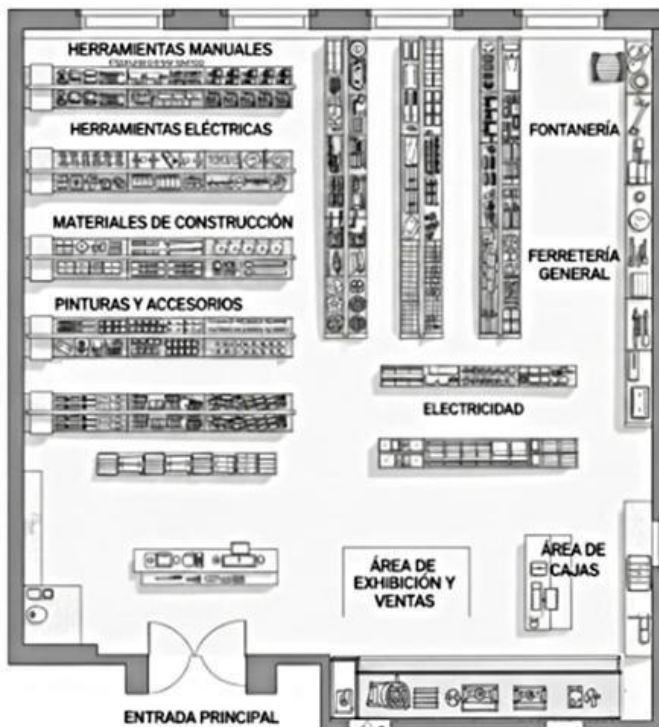 HERRAMIENTAS MANUALES
HERRAMIENTAS ELÉCTRICAS
MATERIALES DE CONSTRUCCIÓN
PINTURAS Y ACCESORIOS
FONTANERÍA
FERRETERÍA
GENERAL
ELECTRICIDAD
ÁREA DE
EXHIBICIÓN Y
VENTAS
ÁREA DE
CAJAS
ENTRADA PRINCIPAL